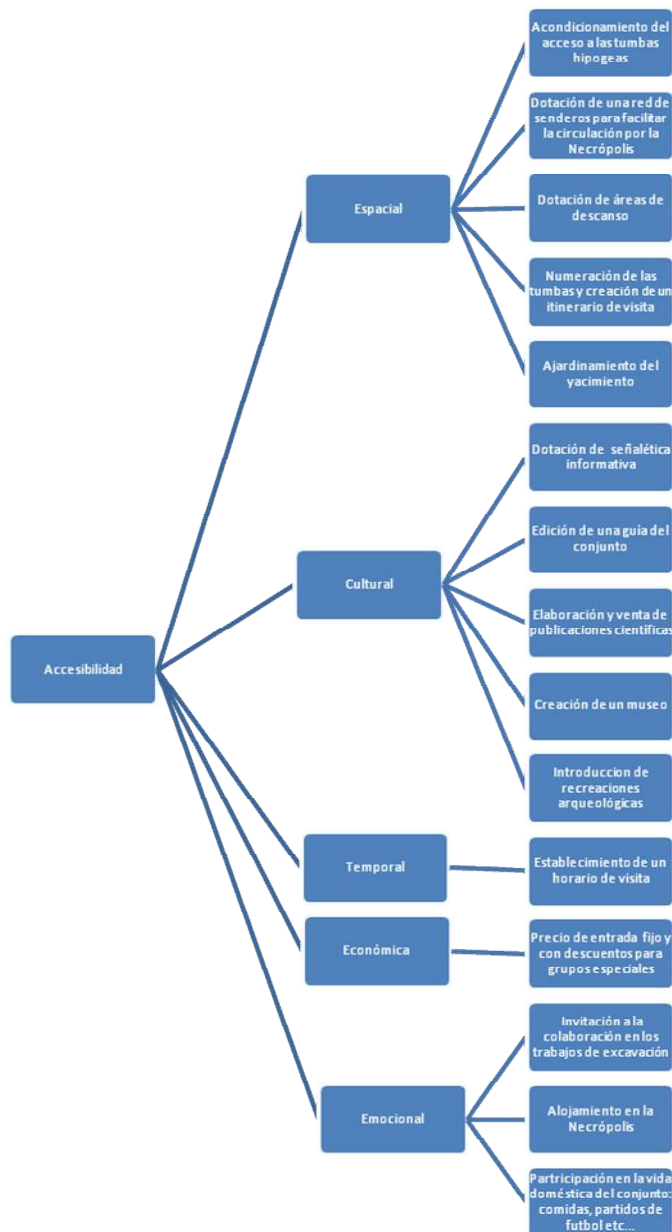 Acondicionamiento del
acceso a las tumbas
hipogeas
Dotación de una red de
senderos para facilitar
la circulación por la
Necrópolis
Espacial
Dotación de áreas de
descanso
Numeración de las
tumbas y creación de un
itinerario de visita
Ajardinamiento del
yacimiento
Dotación de señalética
informativa
Edición de una guía del
conjunto
Cultural
Elaboración y venta de
publicaciones científicas
Accesibilidad
Creación de un museo
Introduccion de
recreaciones
arqueológicas
Temporal
Establecimiento de un
horario de visita
Económica
Precio de entrada fijo y
con descuentos para
grupos especiales
Invitación a la
colaboración en los
trabajos de excavación
Emocional
Alojamiento en la
Necrópolis
Partricipación en la vida
doméstica del conjunto:
comidas, partidos de
futbol etc...